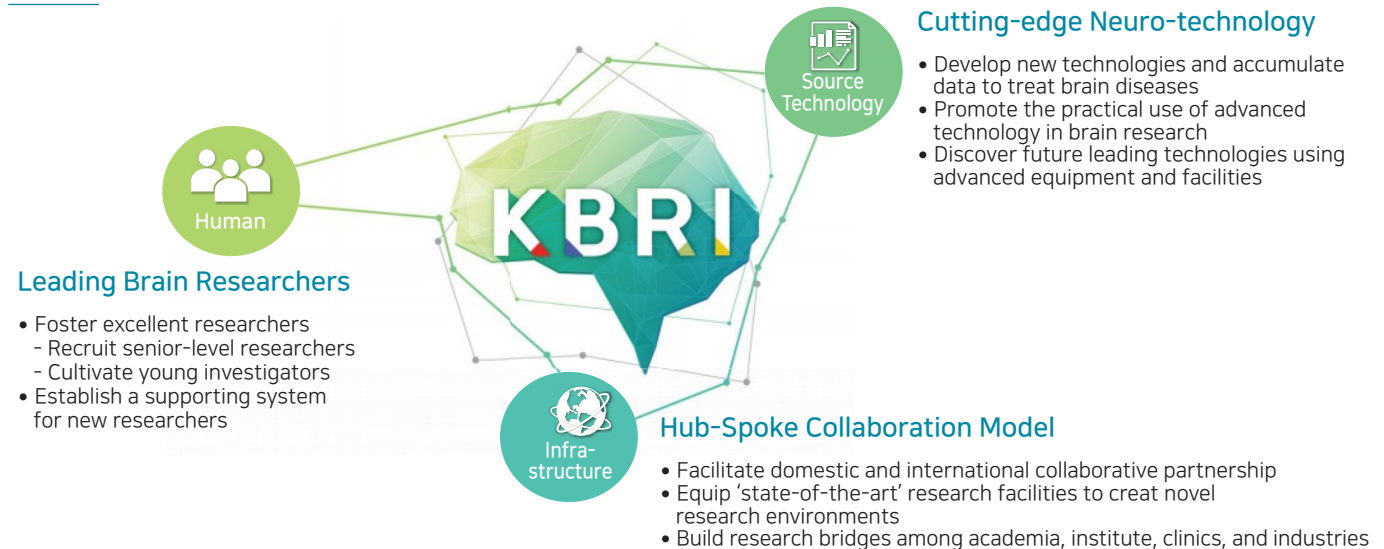 Source
Technology
Cutting-edge Neuro-technology
• Develop new technologies and accumulate
data to treat brain diseases
• Promote the practical use of advanced
technology in brain research
• Discover future leading technologies using
advanced equipment and facilities
Human
KBRI
Leading Brain Researchers
• Foster excellent researchers
- Recruit senior-level researchers
- Cultivate young investigators
• Establish a supporting system
for new researchers
Infra-
structure
Hub-Spoke Collaboration Model
• Facilitate domestic and international collaborative partnership
• Equip ‘state-of-the-art’ research facilities to creat novel
research environments
• Build research bridges among academia, institute, clinics, and industries